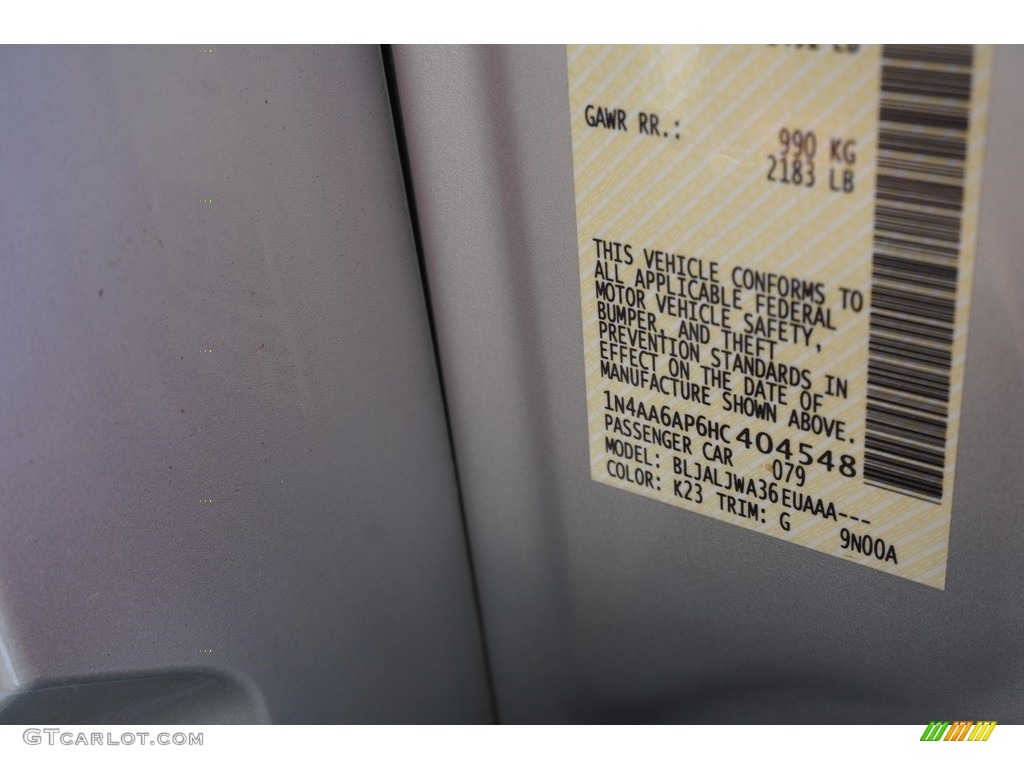 GAWR RR.:
990 KG
2183 LB
THIS VEHICLE CONFORMS TO
ALL APPLICABLE FEDERAL
MOTOR VEHICLE SAFETY,
BUMPER, AND THEFT
PREVENTION STANDARDS IN
EFFECT ON THE DATE OF
MANUFACTURE SHOWN ABOVE.
1N4AA6AP6HC404548
PASSENGER CAR 079
MODEL: BLJALJWA36EUAAA---
COLOR: K23 TRIM: G
9N00A
GTCARLOT.COM